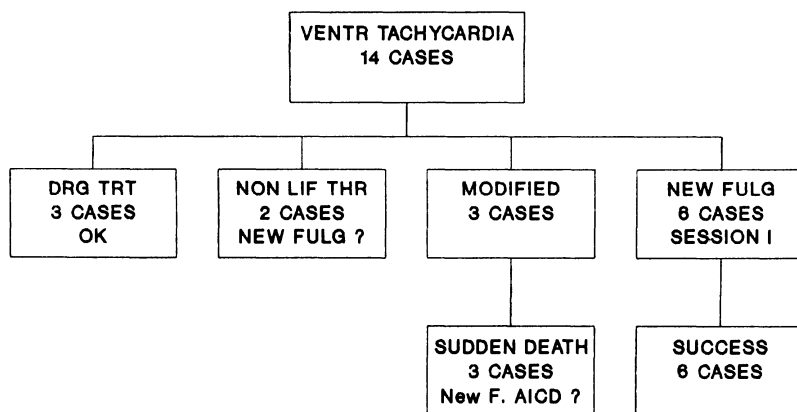 VENTR TACHYCARDIA
14 CASES
DRG TRT
3 CASES
OK
NON LIF THR
2 CASES
NEW FULG ?
MODIFIED
3 CASES
NEW FULG
6 CASES
SESSION I
SUDDEN DEATH
3 CASES
New F. AICD ?
SUCCESS
6 CASES